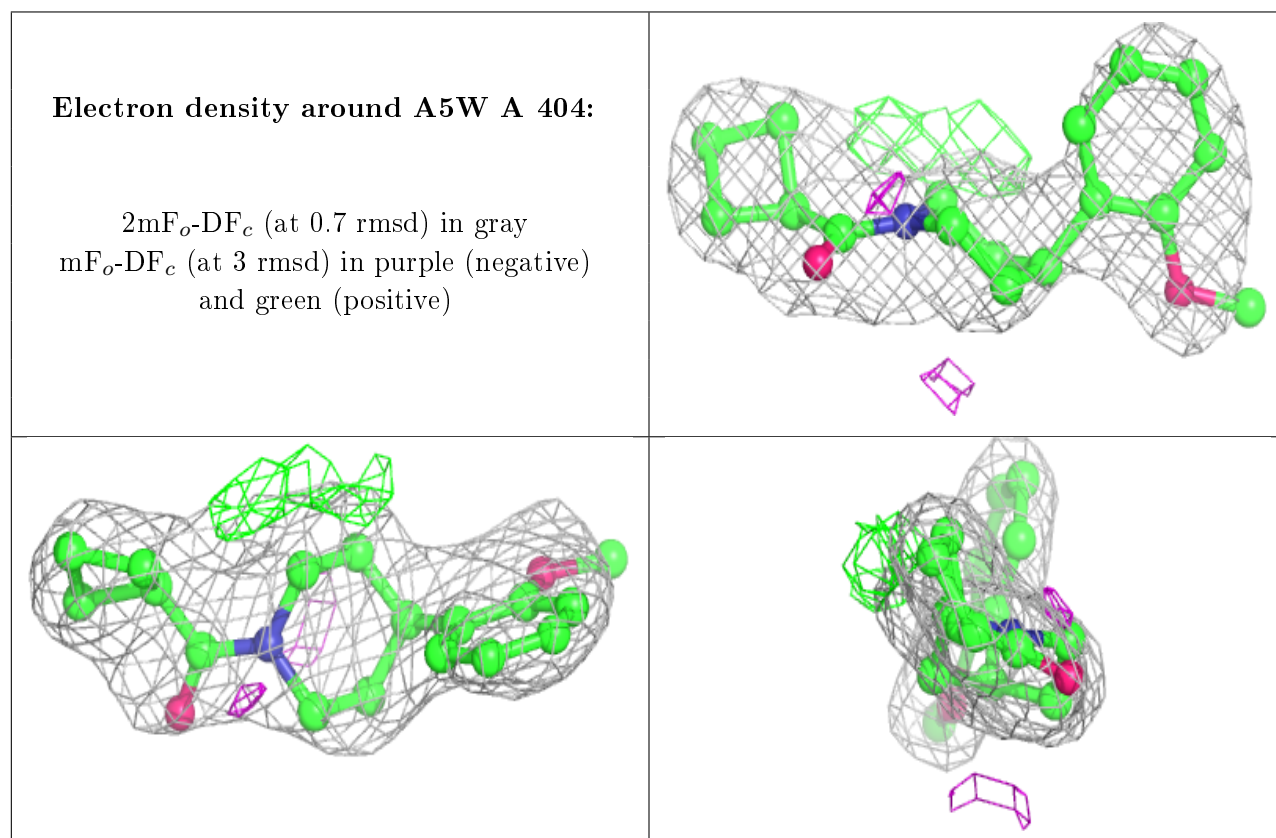 Electron density around A5W A 404:
2mFₒ-DF𝒸 (at 0.7 rmsd) in gray
mFₒ-DF𝒸 (at 3 rmsd) in purple (negative)
and green (positive)